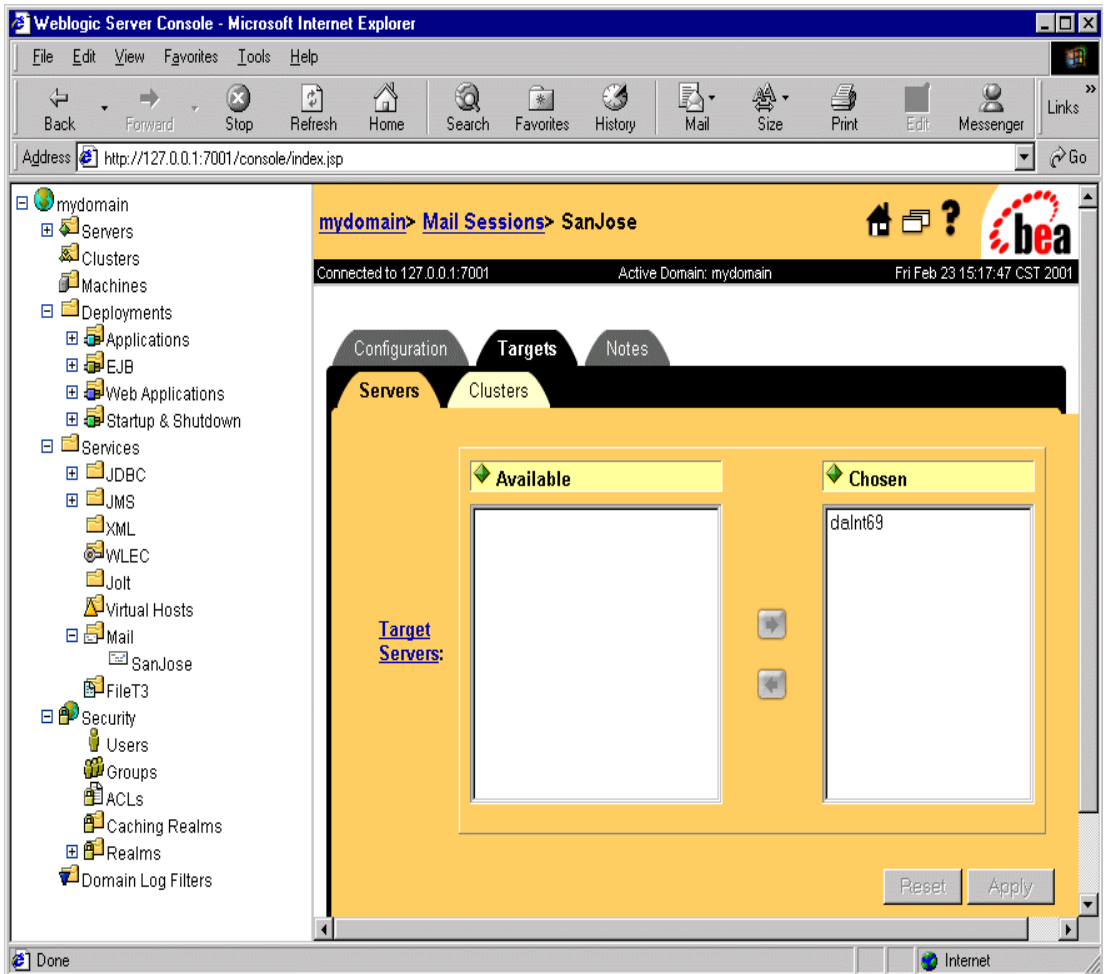 Weblogic Server Console - Microsoft Internet Explorer
File Edit View Favorites Tools Help
Back Forward Stop Refresh Home Search Favorites History Mail Size Print Edit Messenger Links »
Address http://127.0.0.1:7001/console/index.jsp Go
mydomain
Servers
Clusters
Machines
Deployments
Applications
EJB
Web Applications
Startup & Shutdown
Services
JDBC
JMS
XML
WLEC
Jolt
Virtual Hosts
Mail
SanJose
FileT3
Security
Users
Groups
ACLs
Caching Realms
Realms
Domain Log Filters
mydomain> Mail Sessions> SanJose
? bea
Connected to 127.0.0.1:7001 Active Domain: mydomain Fri Feb 23 15:17:47 CST 2001
Configuration Targets Notes
Servers Clusters
Available Chosen
dalnt69
Target
Servers:
Reset Apply
Done Internet